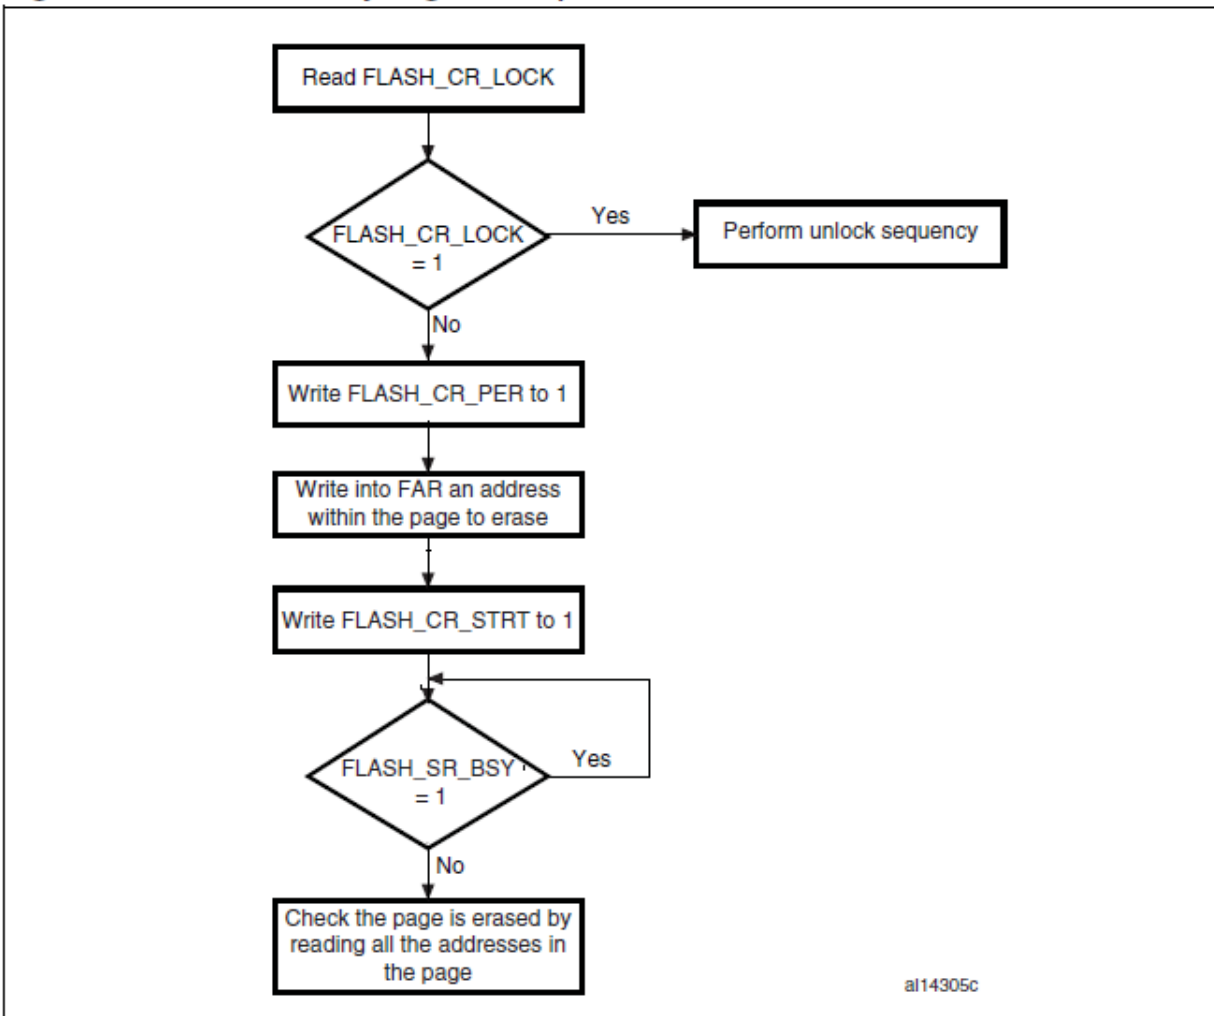 Read FLASH_CR_LOCK
FLASH_CR_LOCK
= 1
Yes
Perform unlock sequency
No
Write FLASH_CR_PER to 1
Write into FAR an address
within the page to erase
Write FLASH_CR_STRT to 1
FLASH_SR_BSY
= 1
Yes
No
Check the page is erased by
reading all the addresses in
the page
ai14305c